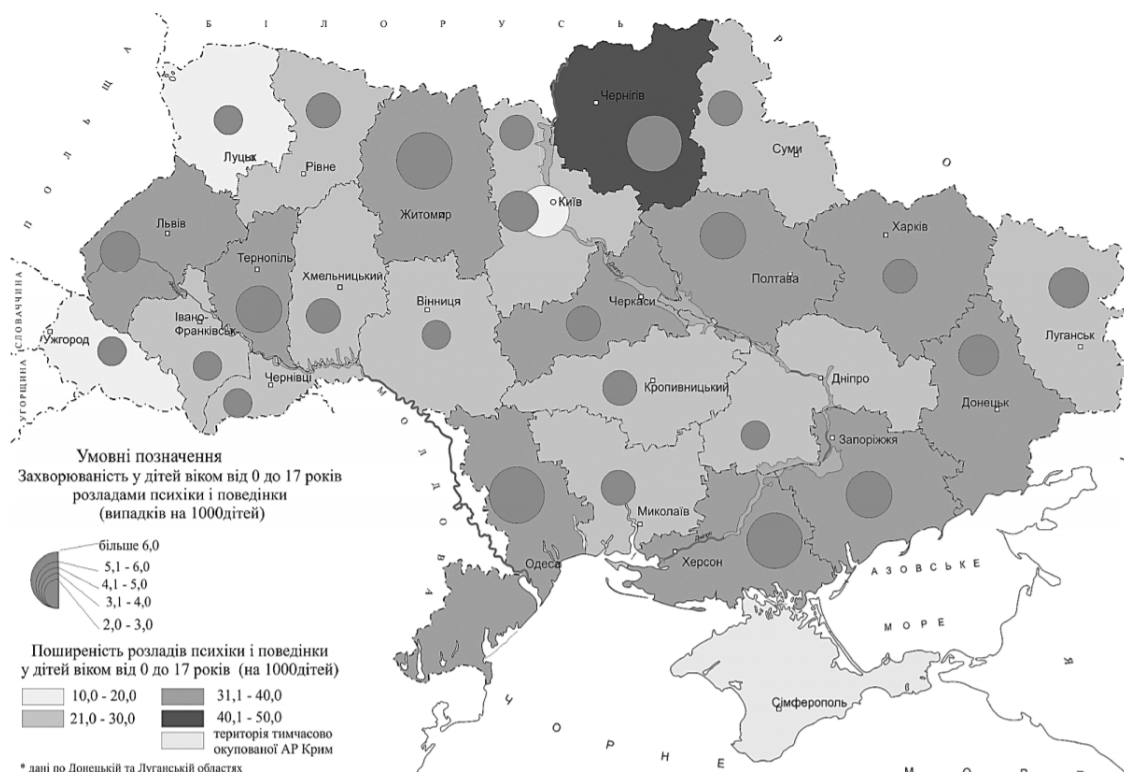 Б І Л О Р У С Ь
Р
О
Я
П О Л Ь Щ А
СЛОВАЧЧИНА
УГОРЩИНА
М О Л Д О В А
Чернігів
Луцьк
Рівне
Суми
Житомир
Київ
Львів
Харків
Тернопіль
Хмельницький
Полтава
Вінниця
Черкаси
Івано-
Франківськ
Ужгород
Луганськ
Чернівці
Кропивницький
Дніпро
Донецьк
Запоріжжя
Миколаїв
Херсон
Одеса
Сімферополь
АЗОВСЬКЕ
МОРЕ
Ч О Р Н Е
М О Р Е
Умовні позначення
Захворюваність у дітей віком від 0 до 17 років
розладами психіки і поведінки
(випадків на 1000дітей)
більше 6,0
5,1 - 6,0
4,1 - 5,0
3,1 - 4,0
2,0 - 3,0
Поширеність розладів психіки і поведінки
у дітей віком від 0 до 17 років (на 1000дітей)
10,0 - 20,0
31,1 - 40,0
21,0 - 30,0
40,1 - 50,0
територія тимчасово
окупованої АР Крим
* дані по Донецькій та Луганській областях